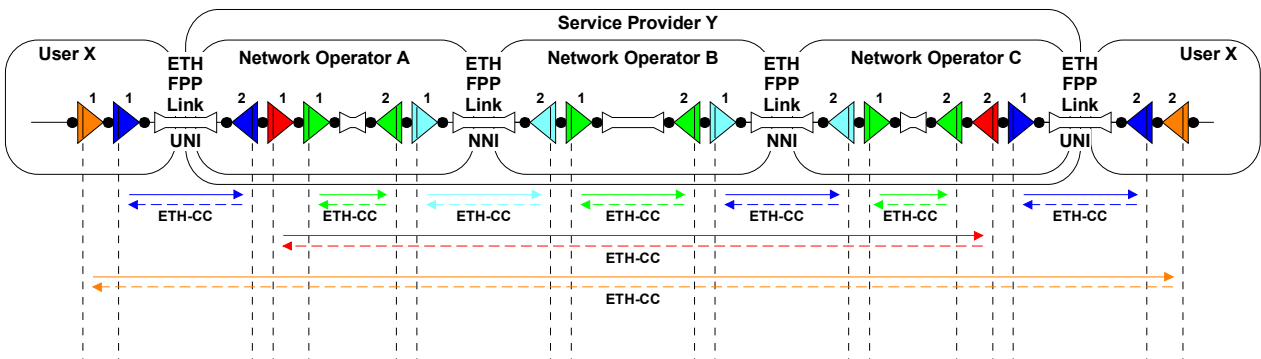 Service Provider Y
User X
Network Operator A
Network Operator B
Network Operator C
User X
ETH
FPP
Link
ETH
FPP
Link
ETH
FPP
Link
ETH
FPP
Link
1
1
2
1
1
2
1
2
1
2
1
2
1
2
2
1
2
2
UNI
NNI
NNI
UNI
ETH-CC
ETH-CC
ETH-CC
ETH-CC
ETH-CC
ETH-CC
ETH-CC
ETH-CC
ETH-CC